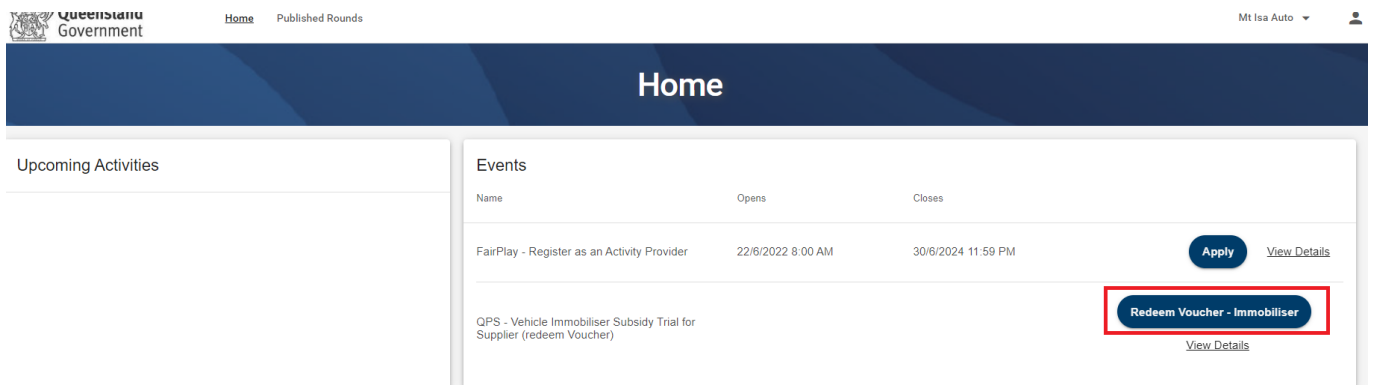 Queensland
Government
Home Published Rounds Mt Isa Auto
Home
Upcoming Activities
Events
Name Opens Closes
FairPlay - Register as an Activity Provider 22/6/2022 8:00 AM 30/6/2024 11:59 PM Apply View Details
QPS - Vehicle Immobiliser Subsidy Trial for
Supplier (redeem Voucher)
Redeem Voucher - Immobiliser
View Details